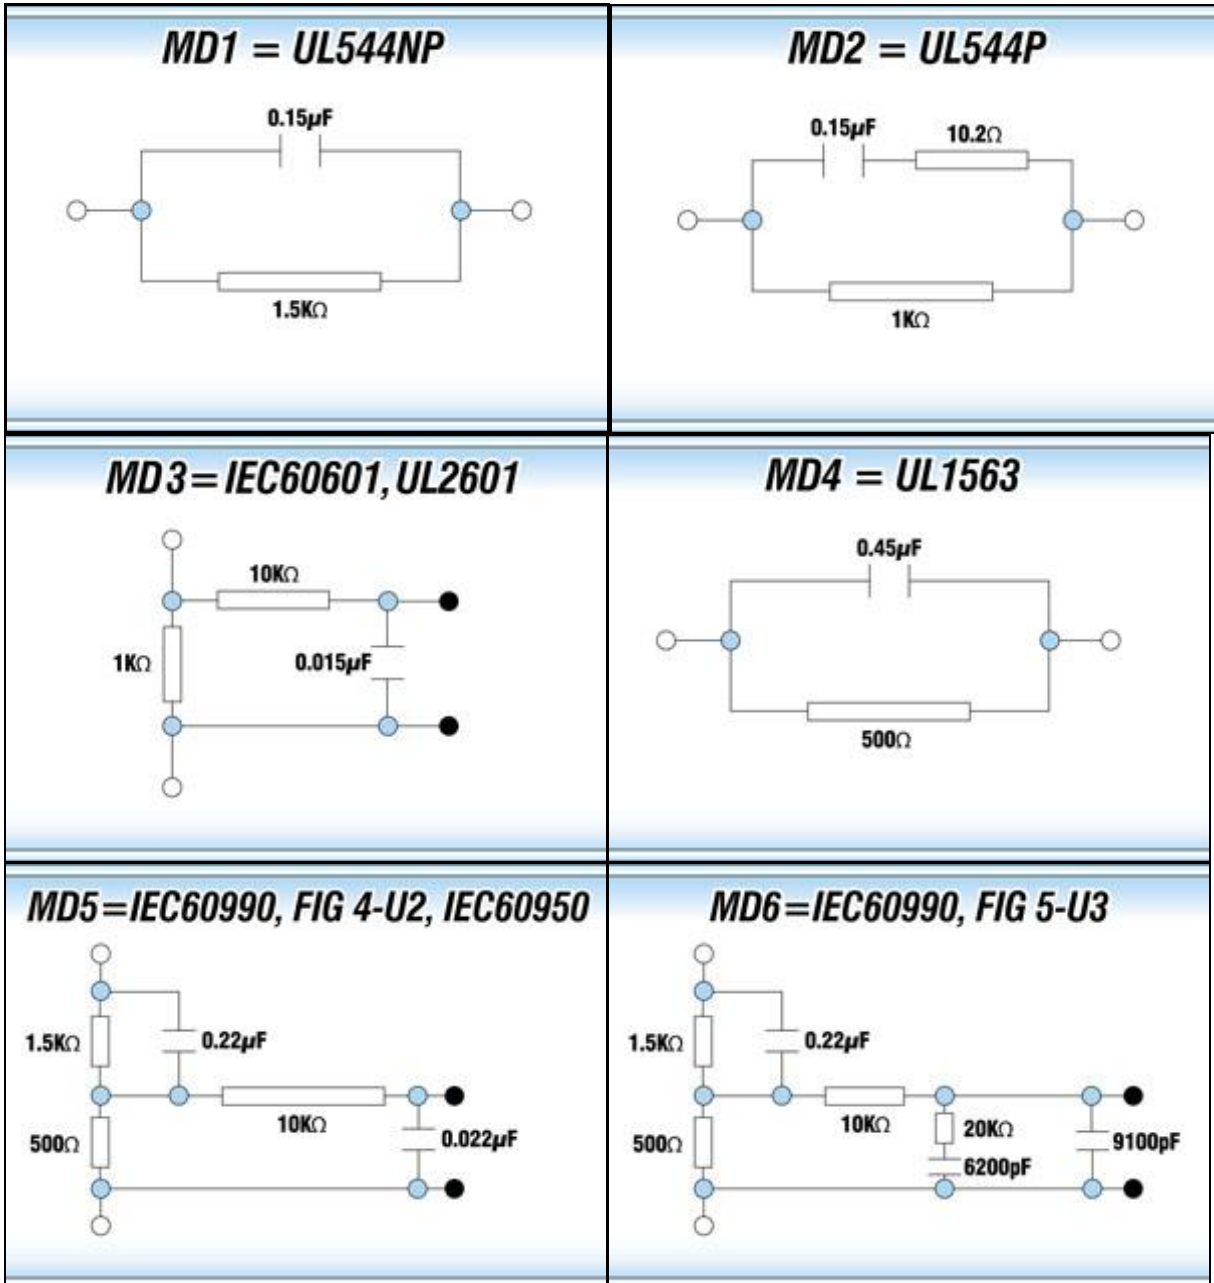 MD1 = UL544NP
0.15µF
1.5KΩ
MD2 = UL544P
0.15µF
10.2Ω
1KΩ
MD3=IEC60601,UL2601
10KΩ
1KΩ
0.015µF
MD4 = UL1563
0.45µF
500Ω
MD5=IEC60990, FIG 4-U2, IEC60950
1.5KΩ
0.22µF
10KΩ
500Ω
0.022µF
MD6=IEC60990, FIG 5-U3
1.5KΩ
0.22µF
10KΩ
20KΩ
500Ω
9100pF
6200pF